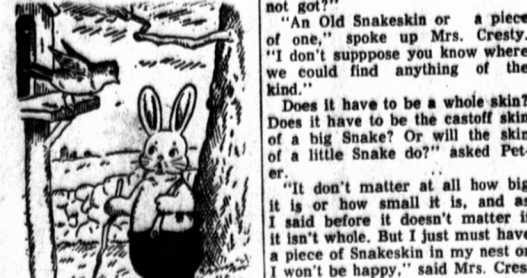 not got?"
"An Old Snakeskin or a piece
of one," spoke up Mrs. Cresty.
"I don't supppose you know where
we could find anything of the
kind."
Does it have to be a whole skin?
Does it have to be the castoff skin
of a big Snake? Or will the skin
of a little Snake do?" asked Pet-
er.
"It don't matter at all how big
it is or how small it is, and as
I said before it doesn't matter if
it isn't whole. But I just must have
a piece of Snakeskin in my nest or
I won't be happy," said Mrs. Cres